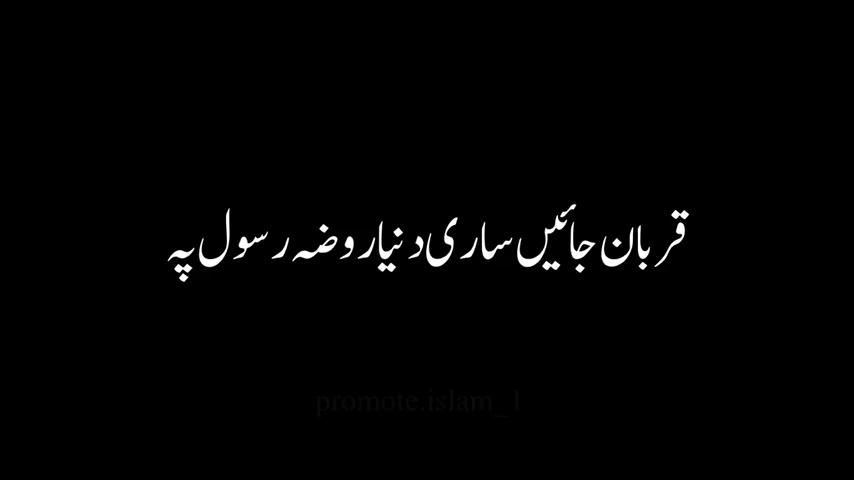 قربان جائیں ساری دنیا روضہ رسول پہ
promote.islam_1